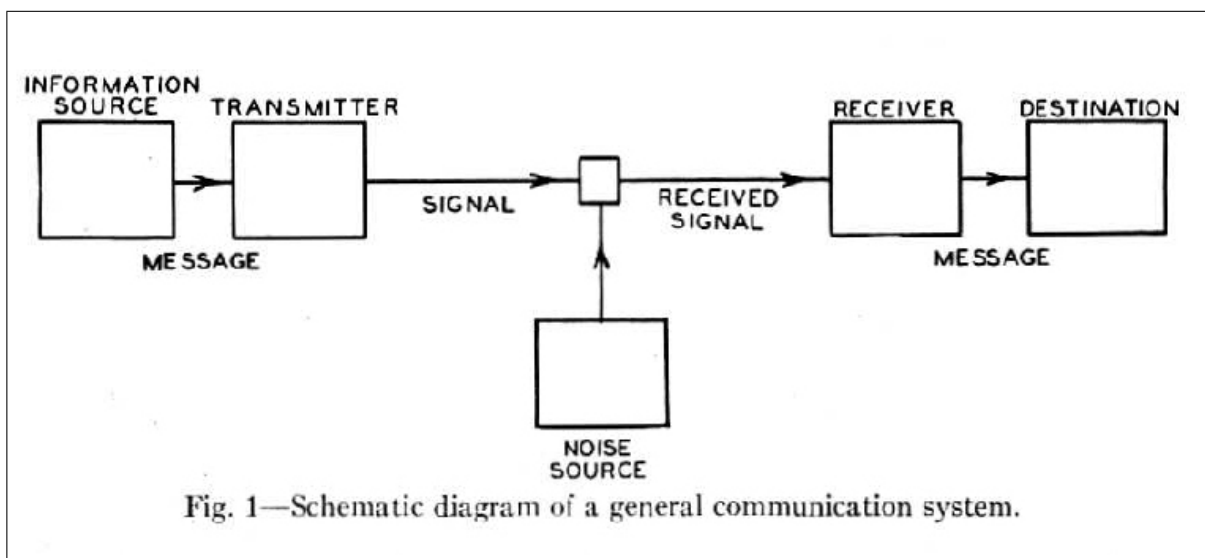 INFORMATION
SOURCE
TRANSMITTER
RECEIVER
DESTINATION
SIGNAL
RECEIVED
SIGNAL
MESSAGE
MESSAGE
NOISE
SOURCE
Fig. 1—Schematic diagram of a general communication system.